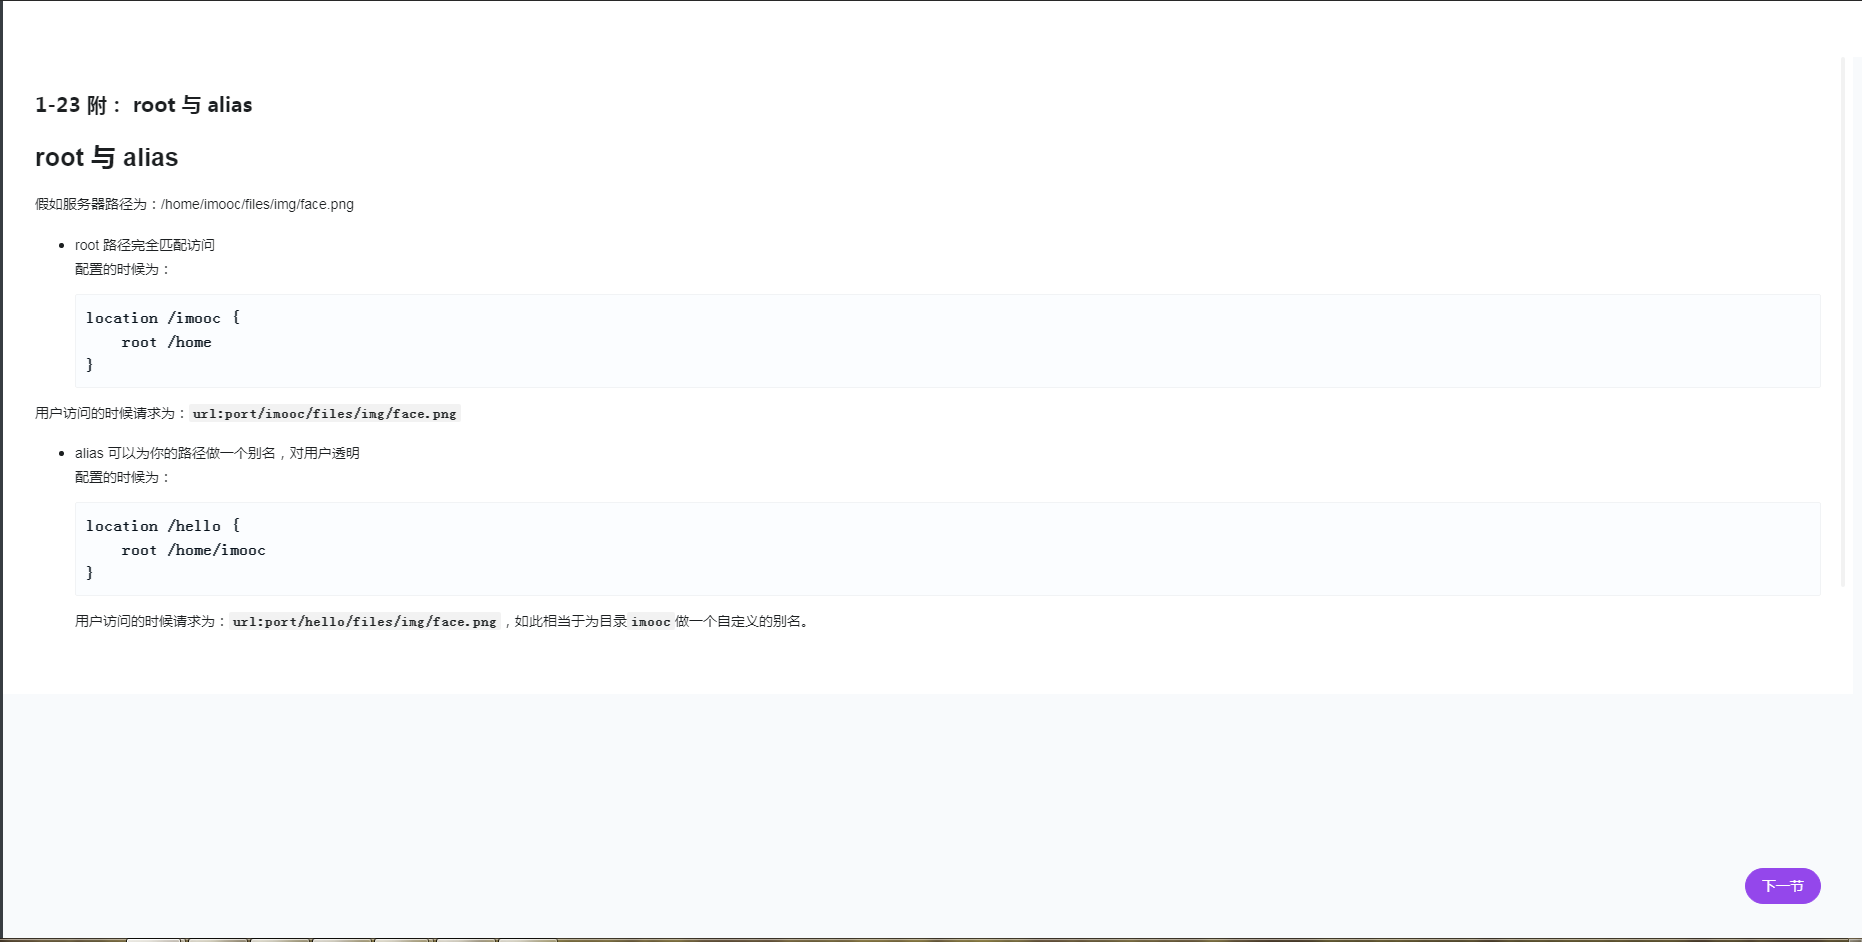 1-23 附： root 与 alias
root 与 alias
假如服务器路径为：/home/imooc/files/img/face.png
root 路径完全匹配访问
配置的时候为：
location /imooc {
    root /home
}
用户访问的时候请求为：url:port/imooc/files/img/face.png
alias 可以为你的路径做一个别名，对用户透明
配置的时候为：
location /hello {
    root /home/imooc
}
用户访问的时候请求为：url:port/hello/files/img/face.png，如此相当于为目录imooc做一个自定义的别名。
下一节